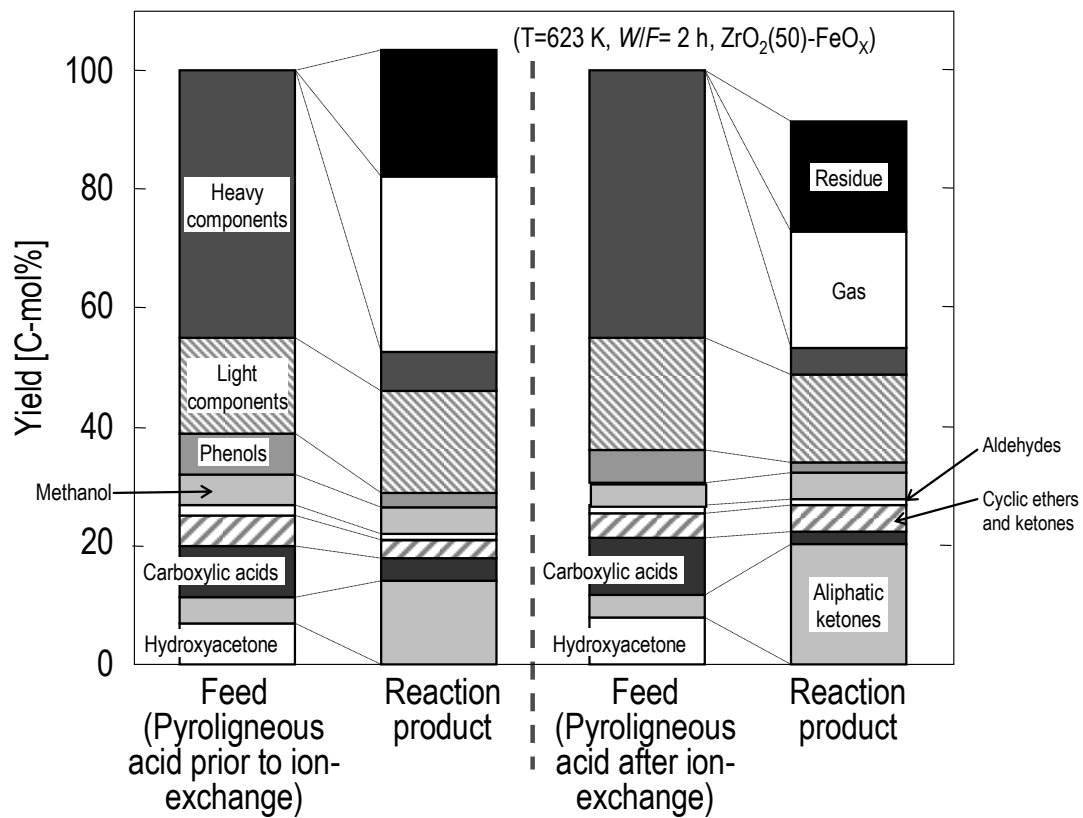 (T=623 K, W/F= 2 h, ZrO2(50)-FeOX)
Yield [C-mol%]
100
80
60
40
20
0
Heavy
components
Light
components
Phenols
Methanol
Carboxylic acids
Hydroxyacetone
Residue
Gas
Aldehydes
Cyclic ethers
and ketones
Carboxylic acids
Aliphatic
ketones
Hydroxyacetone
Feed
(Pyroligneous
acid prior to ion-
exchange)
Reaction
product
Feed
(Pyroligneous
acid after ion-
exchange)
Reaction
product